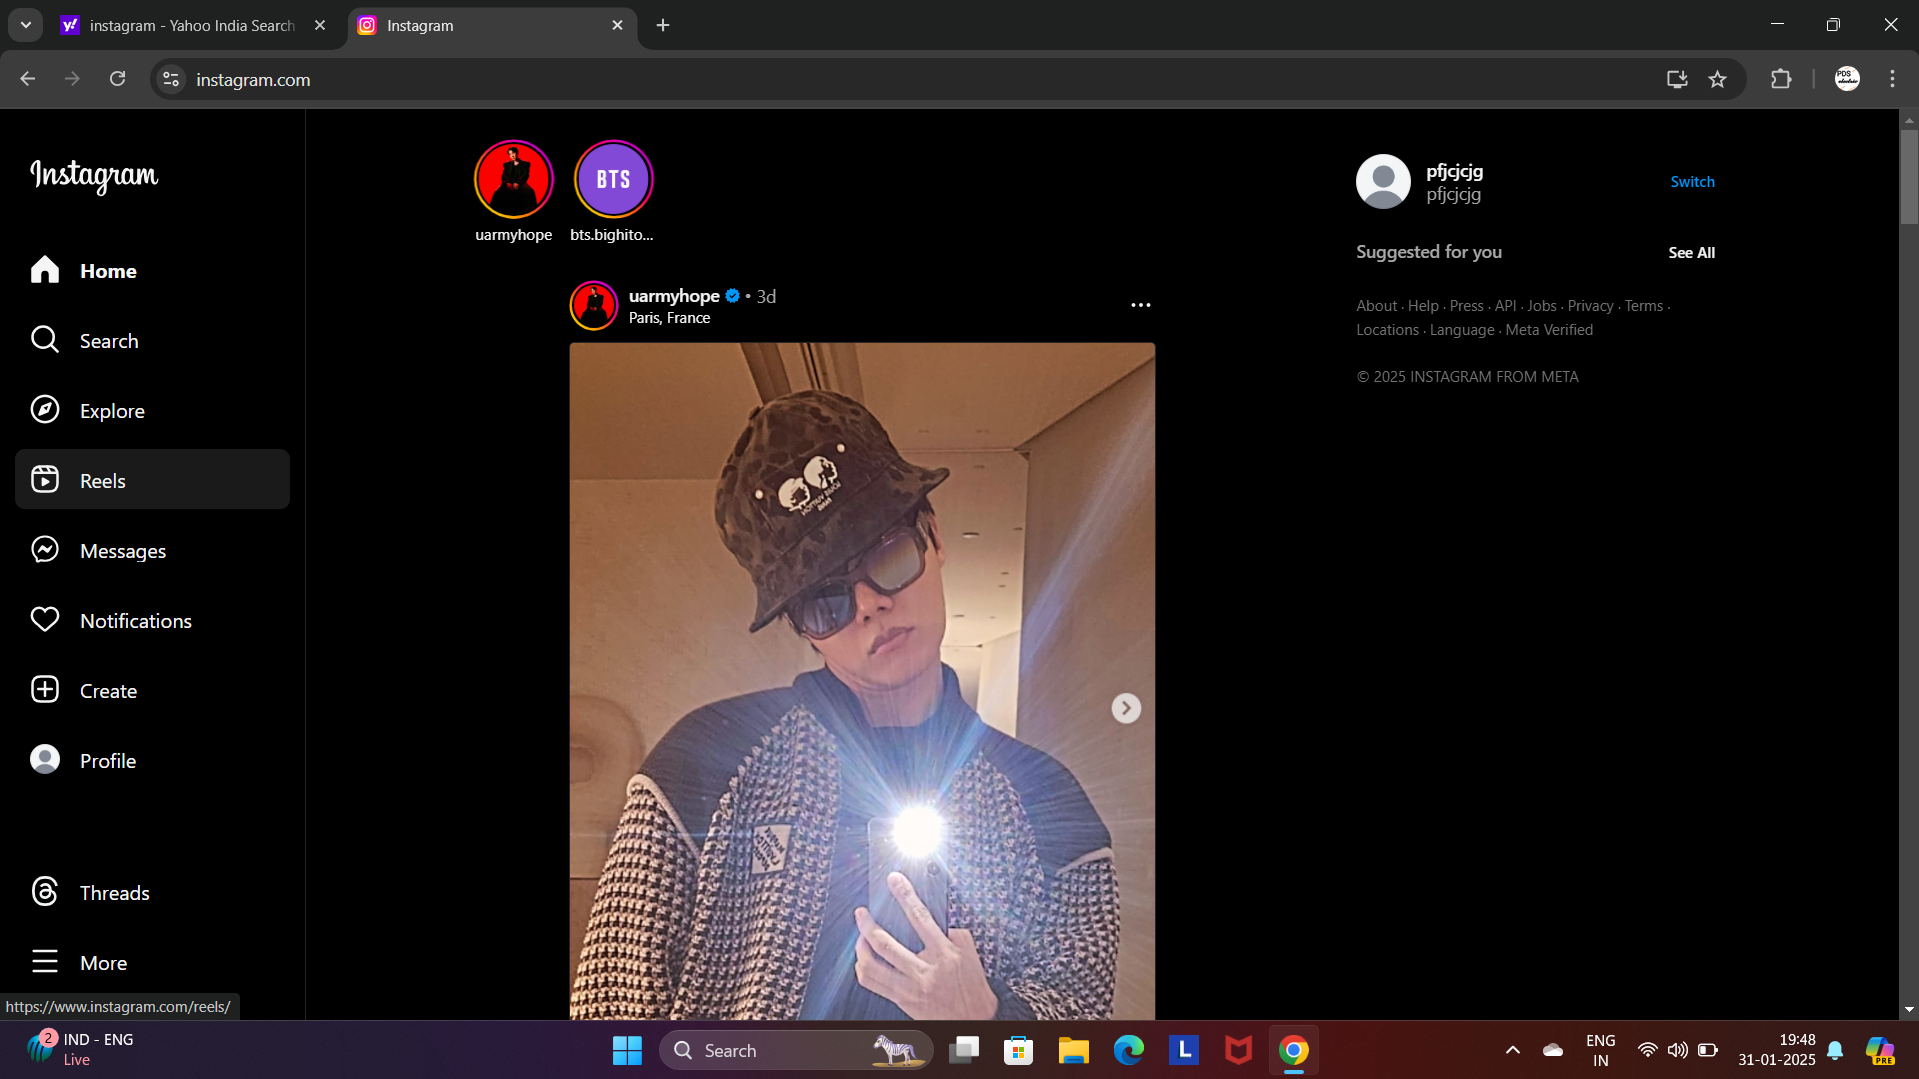 instagram - Yahoo India Search
Instagram
instagram.com
PDS
Instagram
Home
Search
Explore
Reels
Messages
Notifications
Create
Profile
Threads
More
https://www.instagram.com/reels/
BTS
uarmyhope
bts.bighito...
uarmyhope • 3d
Paris, France
pfjcjcjg
pfjcjcjg
Switch
Suggested for you
See All
About · Help · Press · API · Jobs · Privacy · Terms ·
Locations · Language · Meta Verified
© 2025 INSTAGRAM FROM META
2
IND - ENG
Live
Search
L
ENG
IN
19:48
31-01-2025
PRE